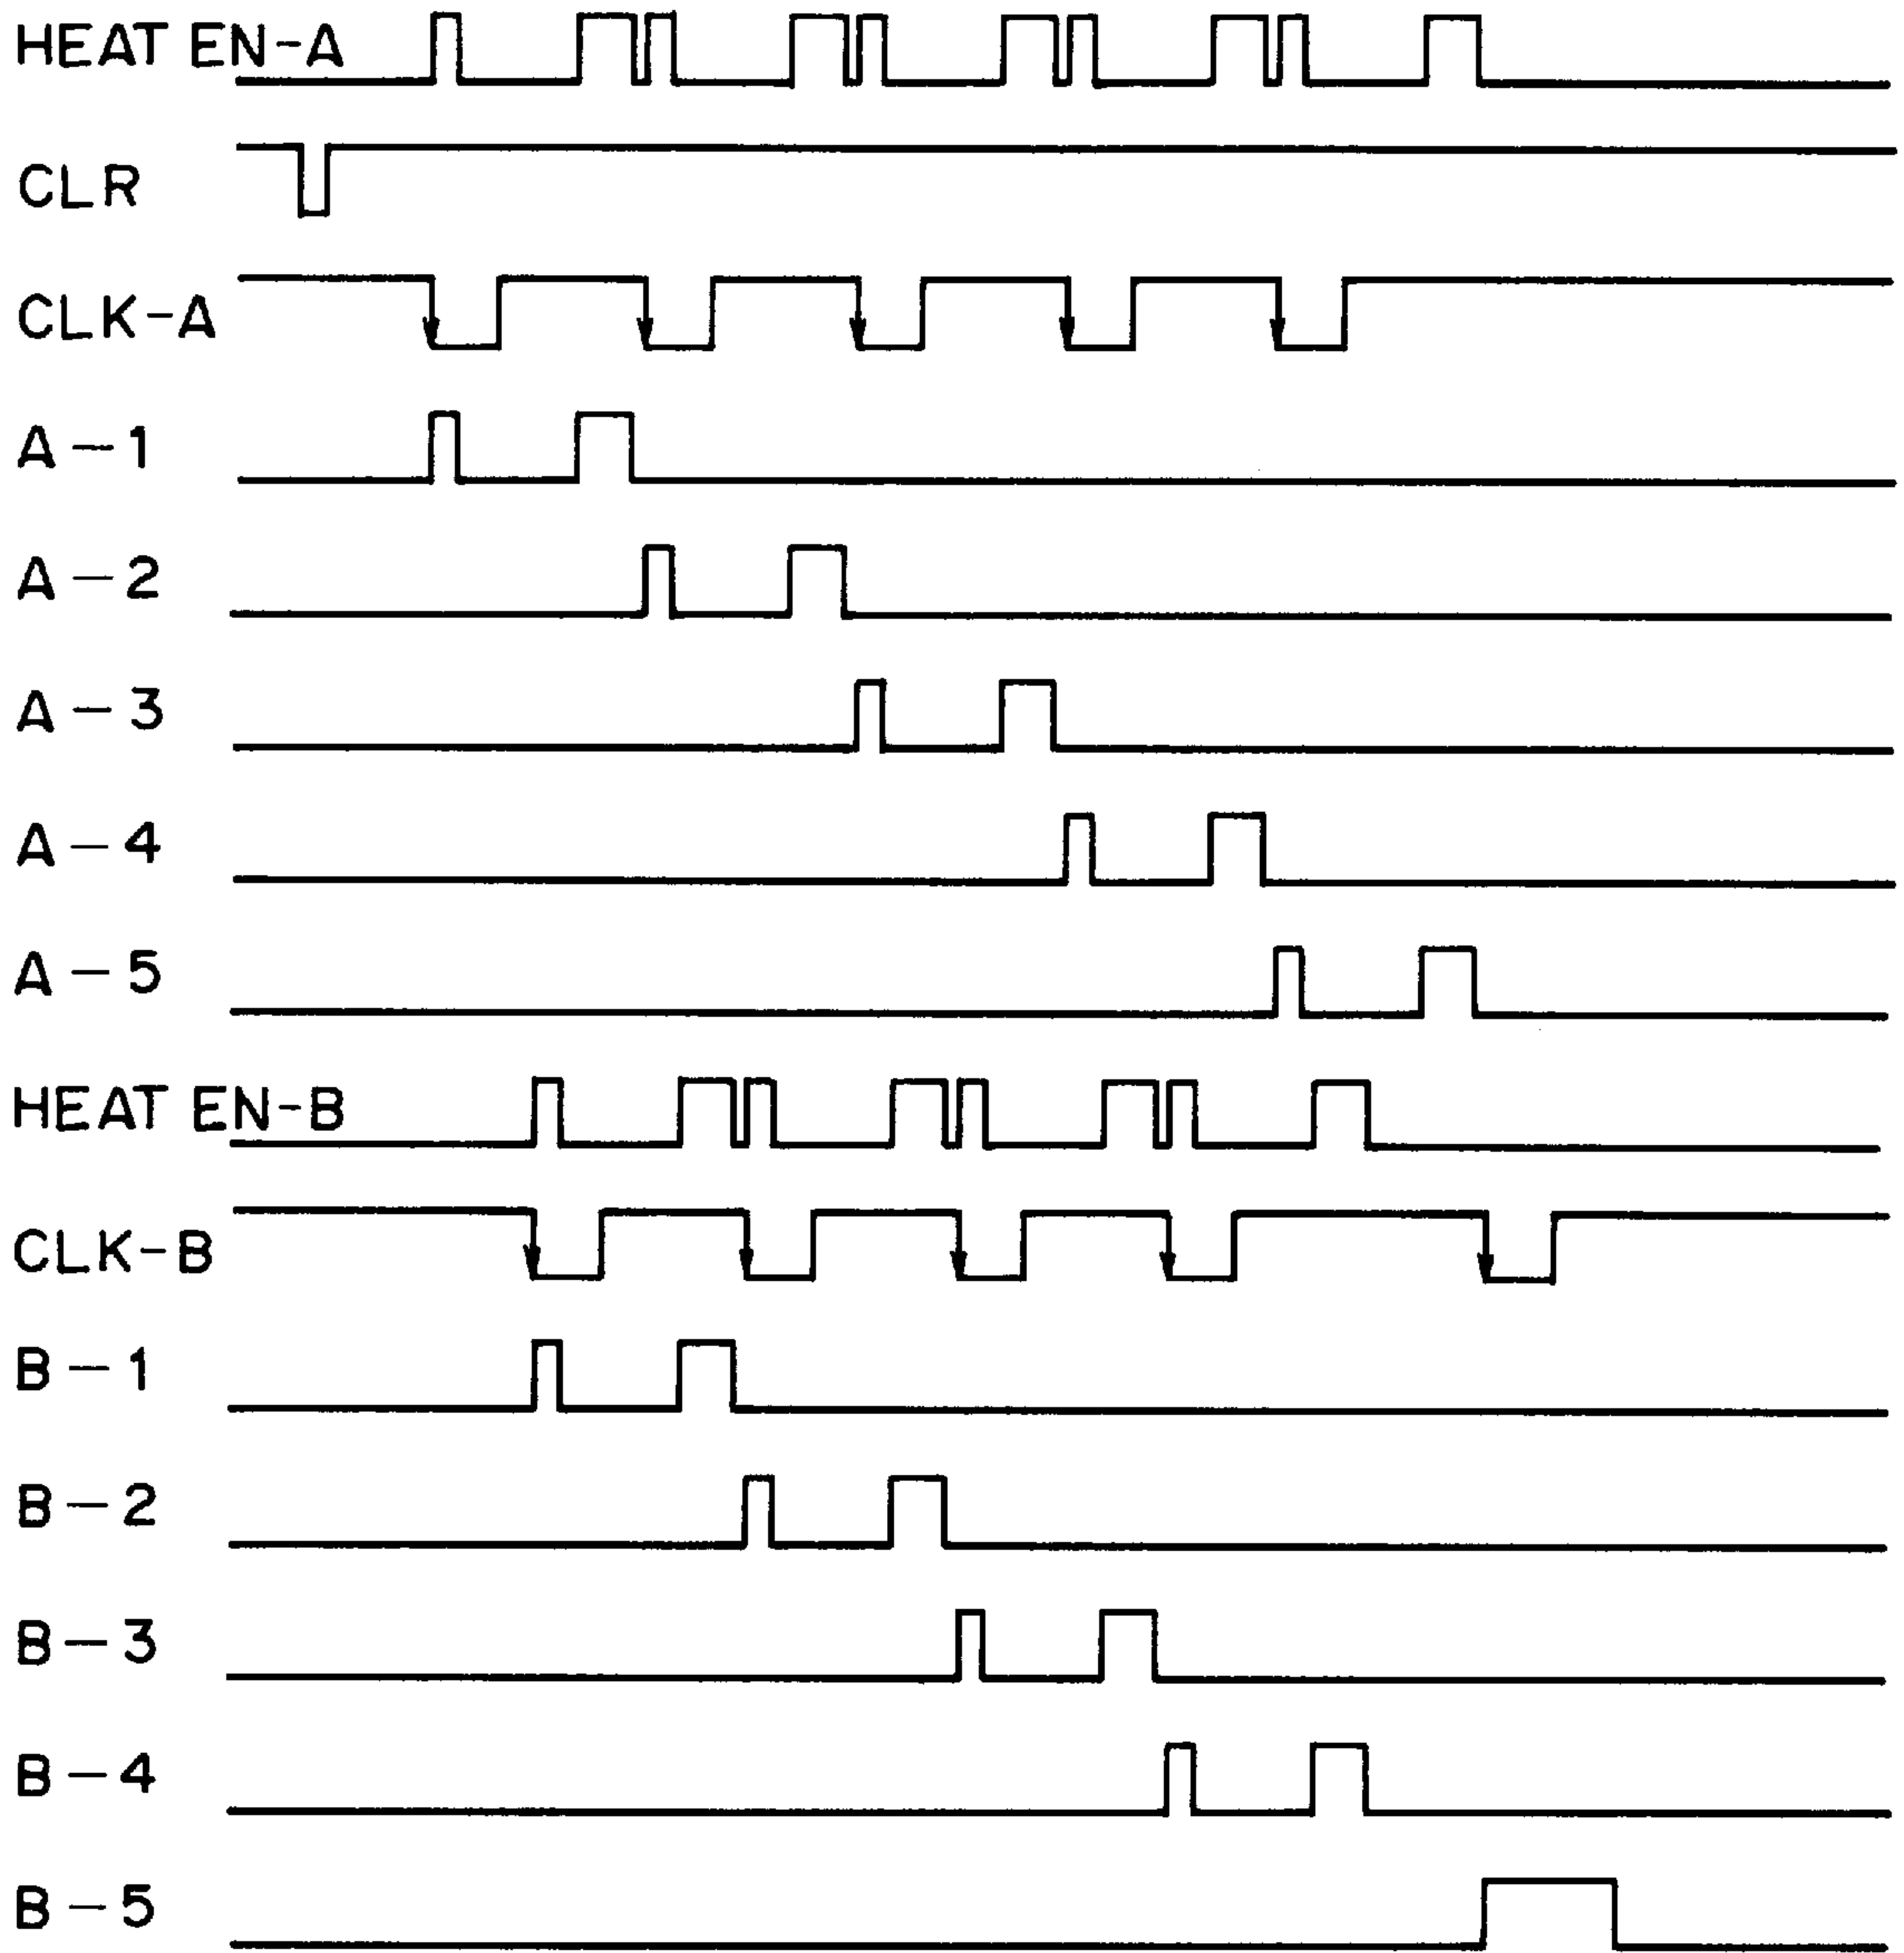 HEAT EN-A
CLR
CLK-A
A-1
A-2
A-3
A-4
A-5
HEAT EN-B
CLK-B
B-1
B-2
B-3
B-4
B-5